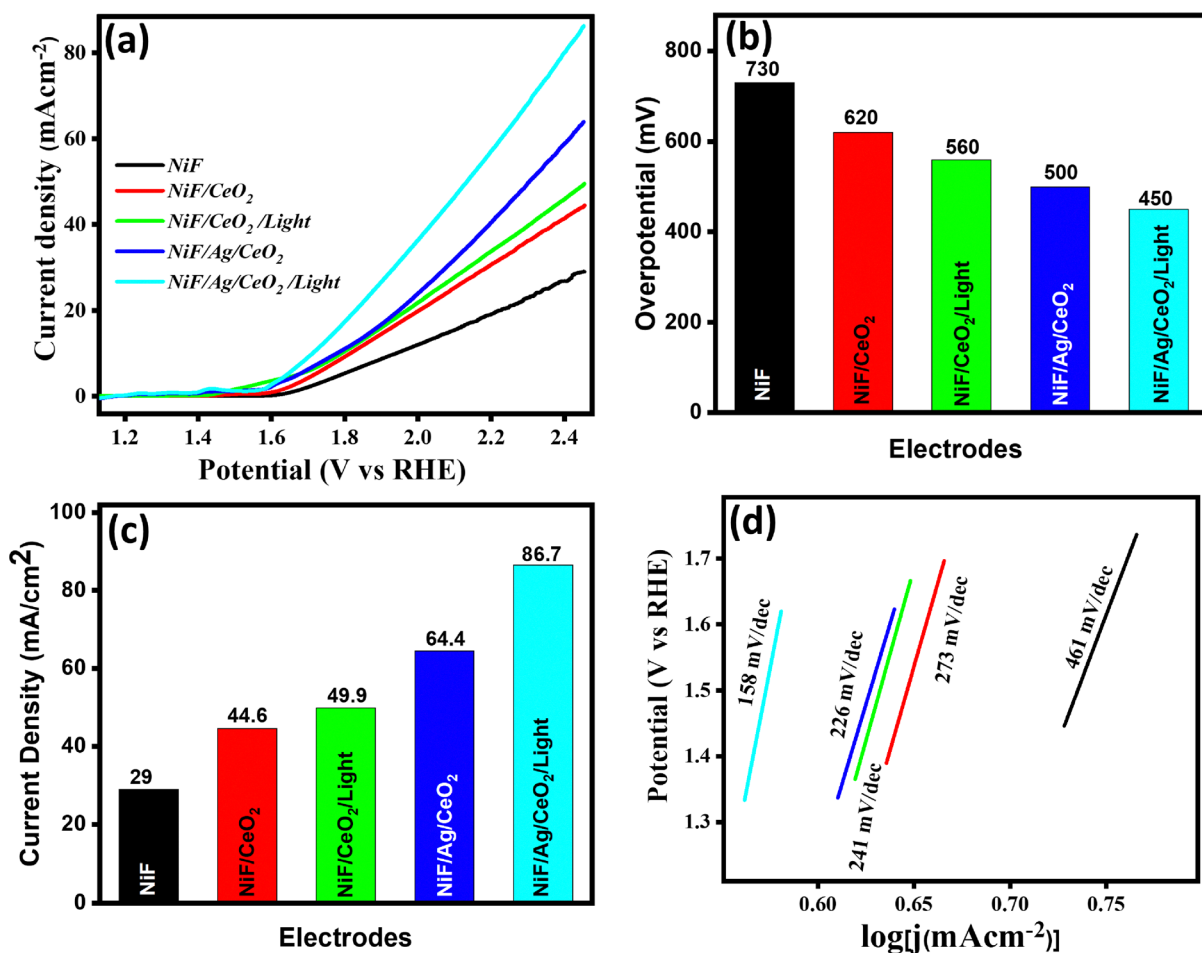 (a)
80
60
40
20
0
Current density (mAcm⁻²)
NiF
NiF/CeO₂
NiF/CeO₂ /Light
NiF/Ag/CeO₂
NiF/Ag/CeO₂ /Light
1.2 1.4 1.6 1.8 2.0 2.2 2.4
Potential (V vs RHE)
(b)
800
600
400
200
0
Overpotential (mV)
730
620
560
500
450
NiF
NiF/CeO₂
NiF/CeO₂/Light
NiF/Ag/CeO₂
NiF/Ag/CeO₂/Light
Electrodes
(c)
100
80
60
40
20
0
Current Density (mA/cm²)
29
44.6
49.9
64.4
86.7
NiF
NiF/CeO₂
NiF/CeO₂/Light
NiF/Ag/CeO₂
NiF/Ag/CeO₂/Light
Electrodes
(d)
1.7
1.6
1.5
1.4
1.3
Potential (V vs RHE)
158 mV/dec
226 mV/dec
241 mV/dec
273 mV/dec
461 mV/dec
0.60 0.65 0.70 0.75
log[j(mAcm⁻²)]